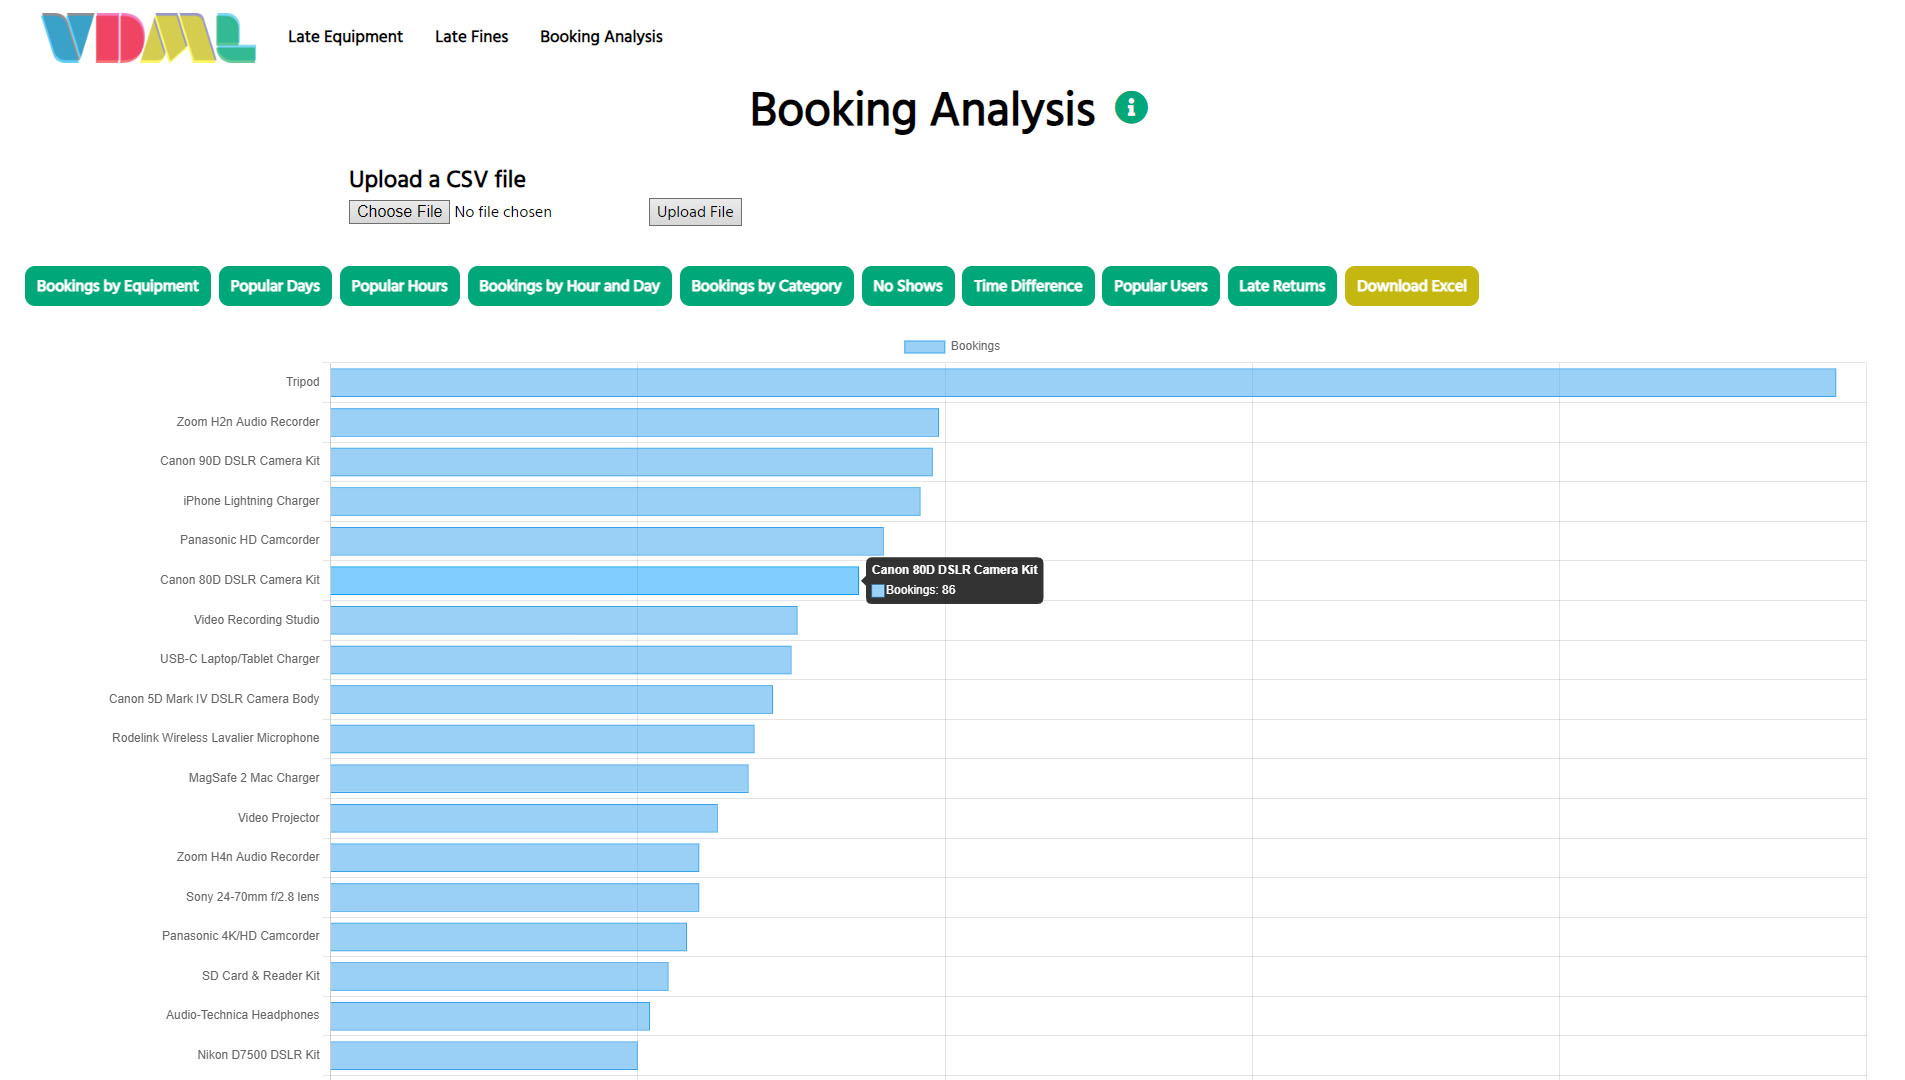 VDML
Late Equipment
Late Fines
Booking Analysis
Booking Analysis
Upload a CSV file
Choose File No file chosen
Upload File
Bookings by Equipment
Popular Days
Popular Hours
Bookings by Hour and Day
Bookings by Category
No Shows
Time Difference
Popular Users
Late Returns
Download Excel
Bookings
Tripod
Zoom H2n Audio Recorder
Canon 90D DSLR Camera Kit
iPhone Lightning Charger
Panasonic HD Camcorder
Canon 80D DSLR Camera Kit
Canon 80D DSLR Camera Kit
Bookings: 86
Video Recording Studio
USB-C Laptop/Tablet Charger
Canon 5D Mark IV DSLR Camera Body
Rodelink Wireless Lavalier Microphone
MagSafe 2 Mac Charger
Video Projector
Zoom H4n Audio Recorder
Sony 24-70mm f/2.8 lens
Panasonic 4K/HD Camcorder
SD Card & Reader Kit
Audio-Technica Headphones
Nikon D7500 DSLR Kit